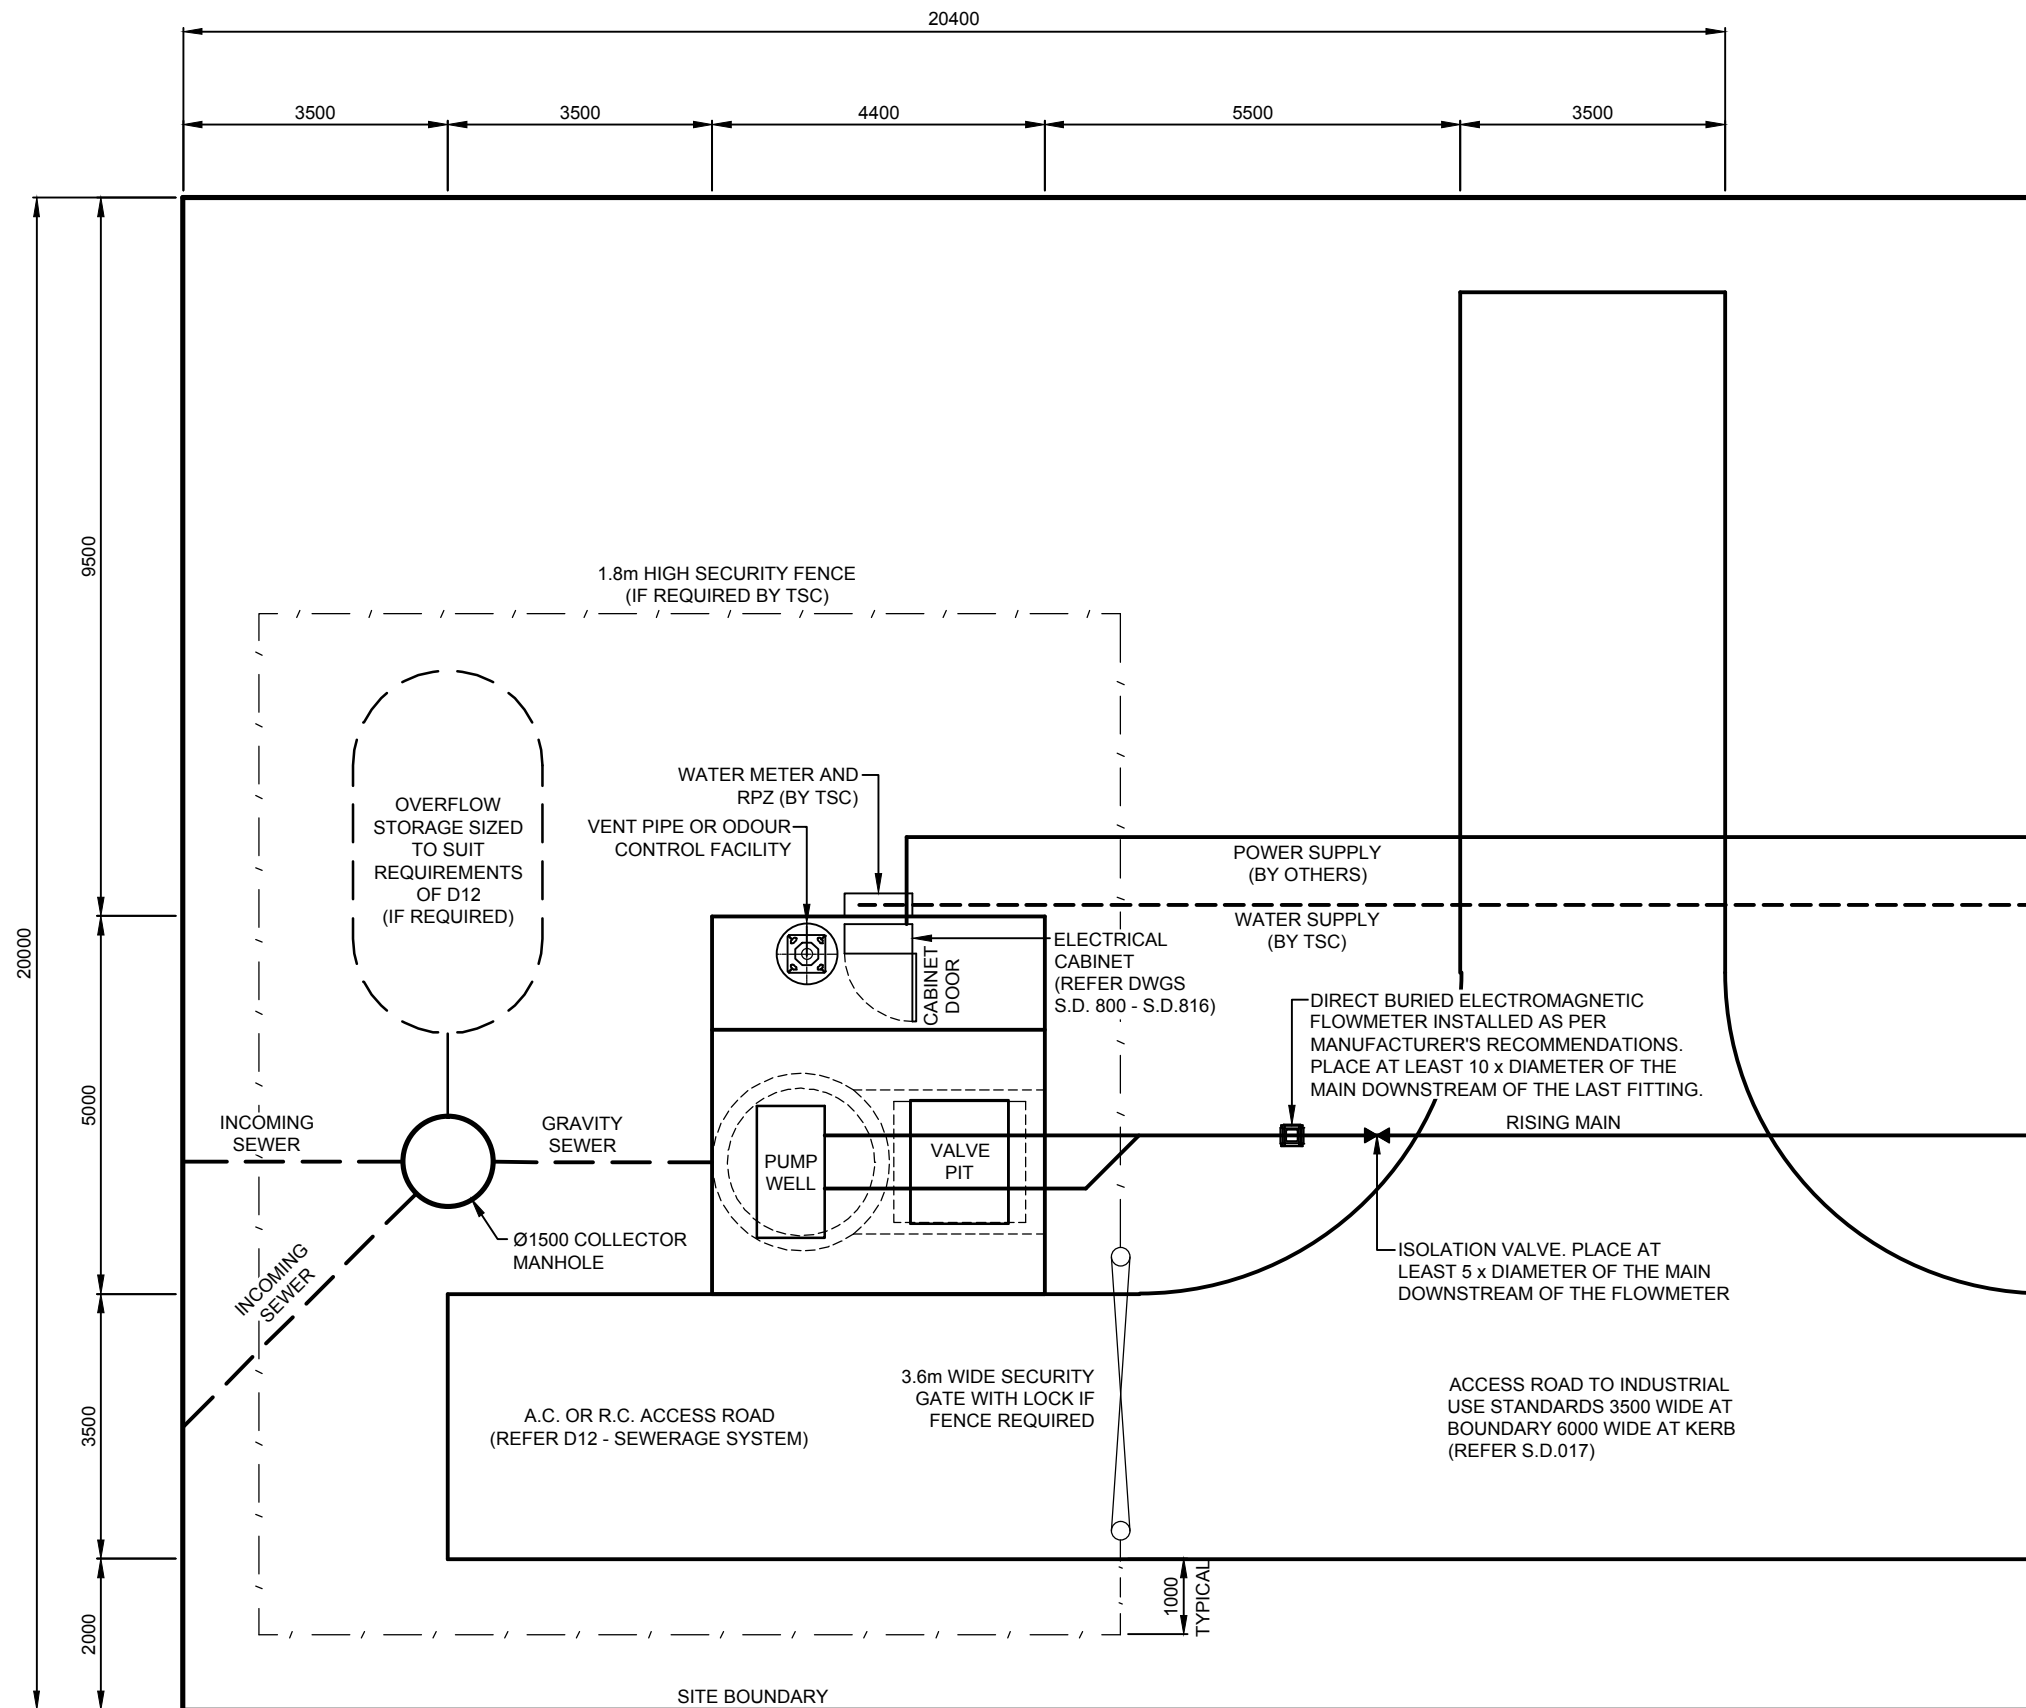 20400
3500
3500
4400
5500
3500
9500
20000
5000
3500
2000
1.8m HIGH SECURITY FENCE
(IF REQUIRED BY TSC)
WATER METER AND
RPZ (BY TSC)
VENT PIPE OR ODOUR
CONTROL FACILITY
OVERFLOW
STORAGE SIZED
TO SUIT
REQUIREMENTS
OF D12
(IF REQUIRED)
POWER SUPPLY
(BY OTHERS)
WATER SUPPLY
(BY TSC)
ELECTRICAL
CABINET
(REFER DWGS
S.D. 800 - S.D.816)
CABINET
DOOR
DIRECT BURIED ELECTROMAGNETIC
FLOWMETER INSTALLED AS PER
MANUFACTURER'S RECOMMENDATIONS.
PLACE AT LEAST 10 x DIAMETER OF THE
MAIN DOWNSTREAM OF THE LAST FITTING.
INCOMING
SEWER
GRAVITY
SEWER
RISING MAIN
PUMP
WELL
VALVE
PIT
Ø1500 COLLECTOR
MANHOLE
INCOMING
SEWER
ISOLATION VALVE. PLACE AT
LEAST 5 x DIAMETER OF THE MAIN
DOWNSTREAM OF THE FLOWMETER
3.6m WIDE SECURITY
GATE WITH LOCK IF
FENCE REQUIRED
A.C. OR R.C. ACCESS ROAD
(REFER D12 - SEWERAGE SYSTEM)
ACCESS ROAD TO INDUSTRIAL
USE STANDARDS 3500 WIDE AT
BOUNDARY 6000 WIDE AT KERB
(REFER S.D.017)
1000
TYPICAL
SITE BOUNDARY